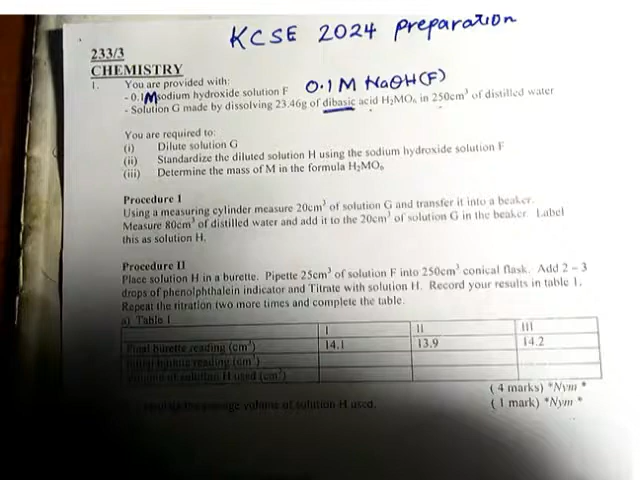 KCSE 2024 preparation
233/3
CHEMISTRY
1. You are provided with:
- 0.1M sodium hydroxide solution F 0.1M NaOH(F)
- Solution G made by dissolving 23.46g of dibasic acid H₂MO₆ in 250cm³ of distilled water
You are required to:
(i) Dilute solution G
(ii) Standardize the diluted solution H using the sodium hydroxide solution F
(iii) Determine the mass of M in the formula H₂MO₆
Procedure I
Using a measuring cylinder measure 20cm³ of solution G and transfer it into a beaker.
Measure 80cm³ of distilled water and add it to the 20cm³ of solution G in the beaker. Label
this as solution H.
Procedure II
Place solution H in a burette. Pipette 25cm³ of solution F into 250cm³ conical flask. Add 2 – 3
drops of phenolphthalein indicator and Titrate with solution H. Record your results in table 1.
Repeat the titration two more times and complete the table.
a) Table 1
I II III
Final burette reading (cm³) 14.1 13.9 14.2
Initial burette reading (cm³)
Volume of solution H used (cm³)
( 4 marks) *Nym *
average volume of solution H used. ( 1 mark) *Nym *